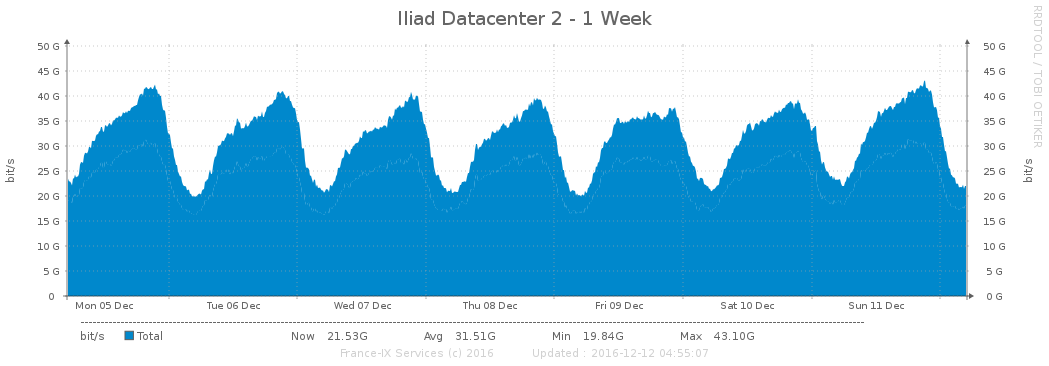 Iliad Datacenter 2 - 1 Week
RRDTOOL / TOBI OETIKER
50 G 50 G
45 G 45 G
40 G 40 G
35 G 35 G
30 G 30 G
25 G 25 G
20 G 20 G
15 G 15 G
10 G 10 G
5 G 5 G
0 0 G
bit/s bit/s
Mon 05 Dec Tue 06 Dec Wed 07 Dec Thu 08 Dec Fri 09 Dec Sat 10 Dec Sun 11 Dec
bit/s Total Now 21.53G Avg 31.51G Min 19.84G Max 43.10G
France-IX Services (c) 2016 Updated : 2016-12-12 04:55:07